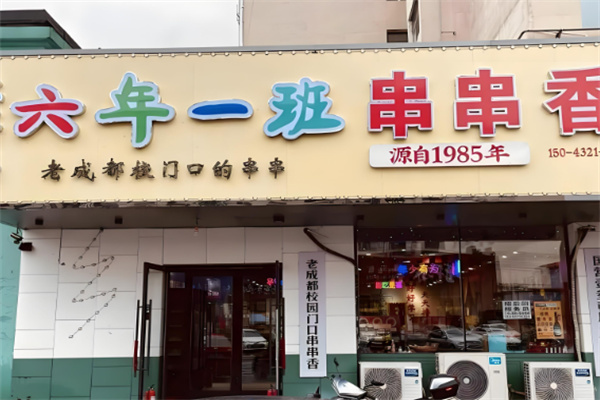 六年一班串串香
老成都校门口的串串
源自1985年
150-4321-
老成都校园门口串串香